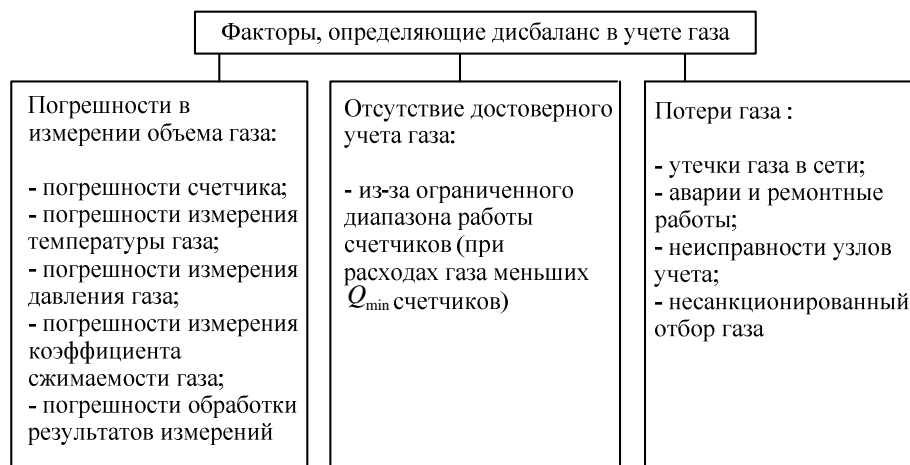 Факторы, определяющие дисбаланс в учете газа
Погрешности в
измерении объема газа:
- погрешности счетчика;
- погрешности измерения
температуры газа;
- погрешности измерения
давления газа;
- погрешности измерения
коэффициента
сжимаемости газа;
- погрешности обработки
результатов измерений
Отсутствие достоверного
учета газа:
- из-за ограниченного
диапазона работы
счетчиков (при
расходах газа меньших
Qmin счетчиков)
Потери газа :
- утечки газа в сети;
- аварии и ремонтные
работы;
- неисправности узлов
учета;
- несанкционированный
отбор газа